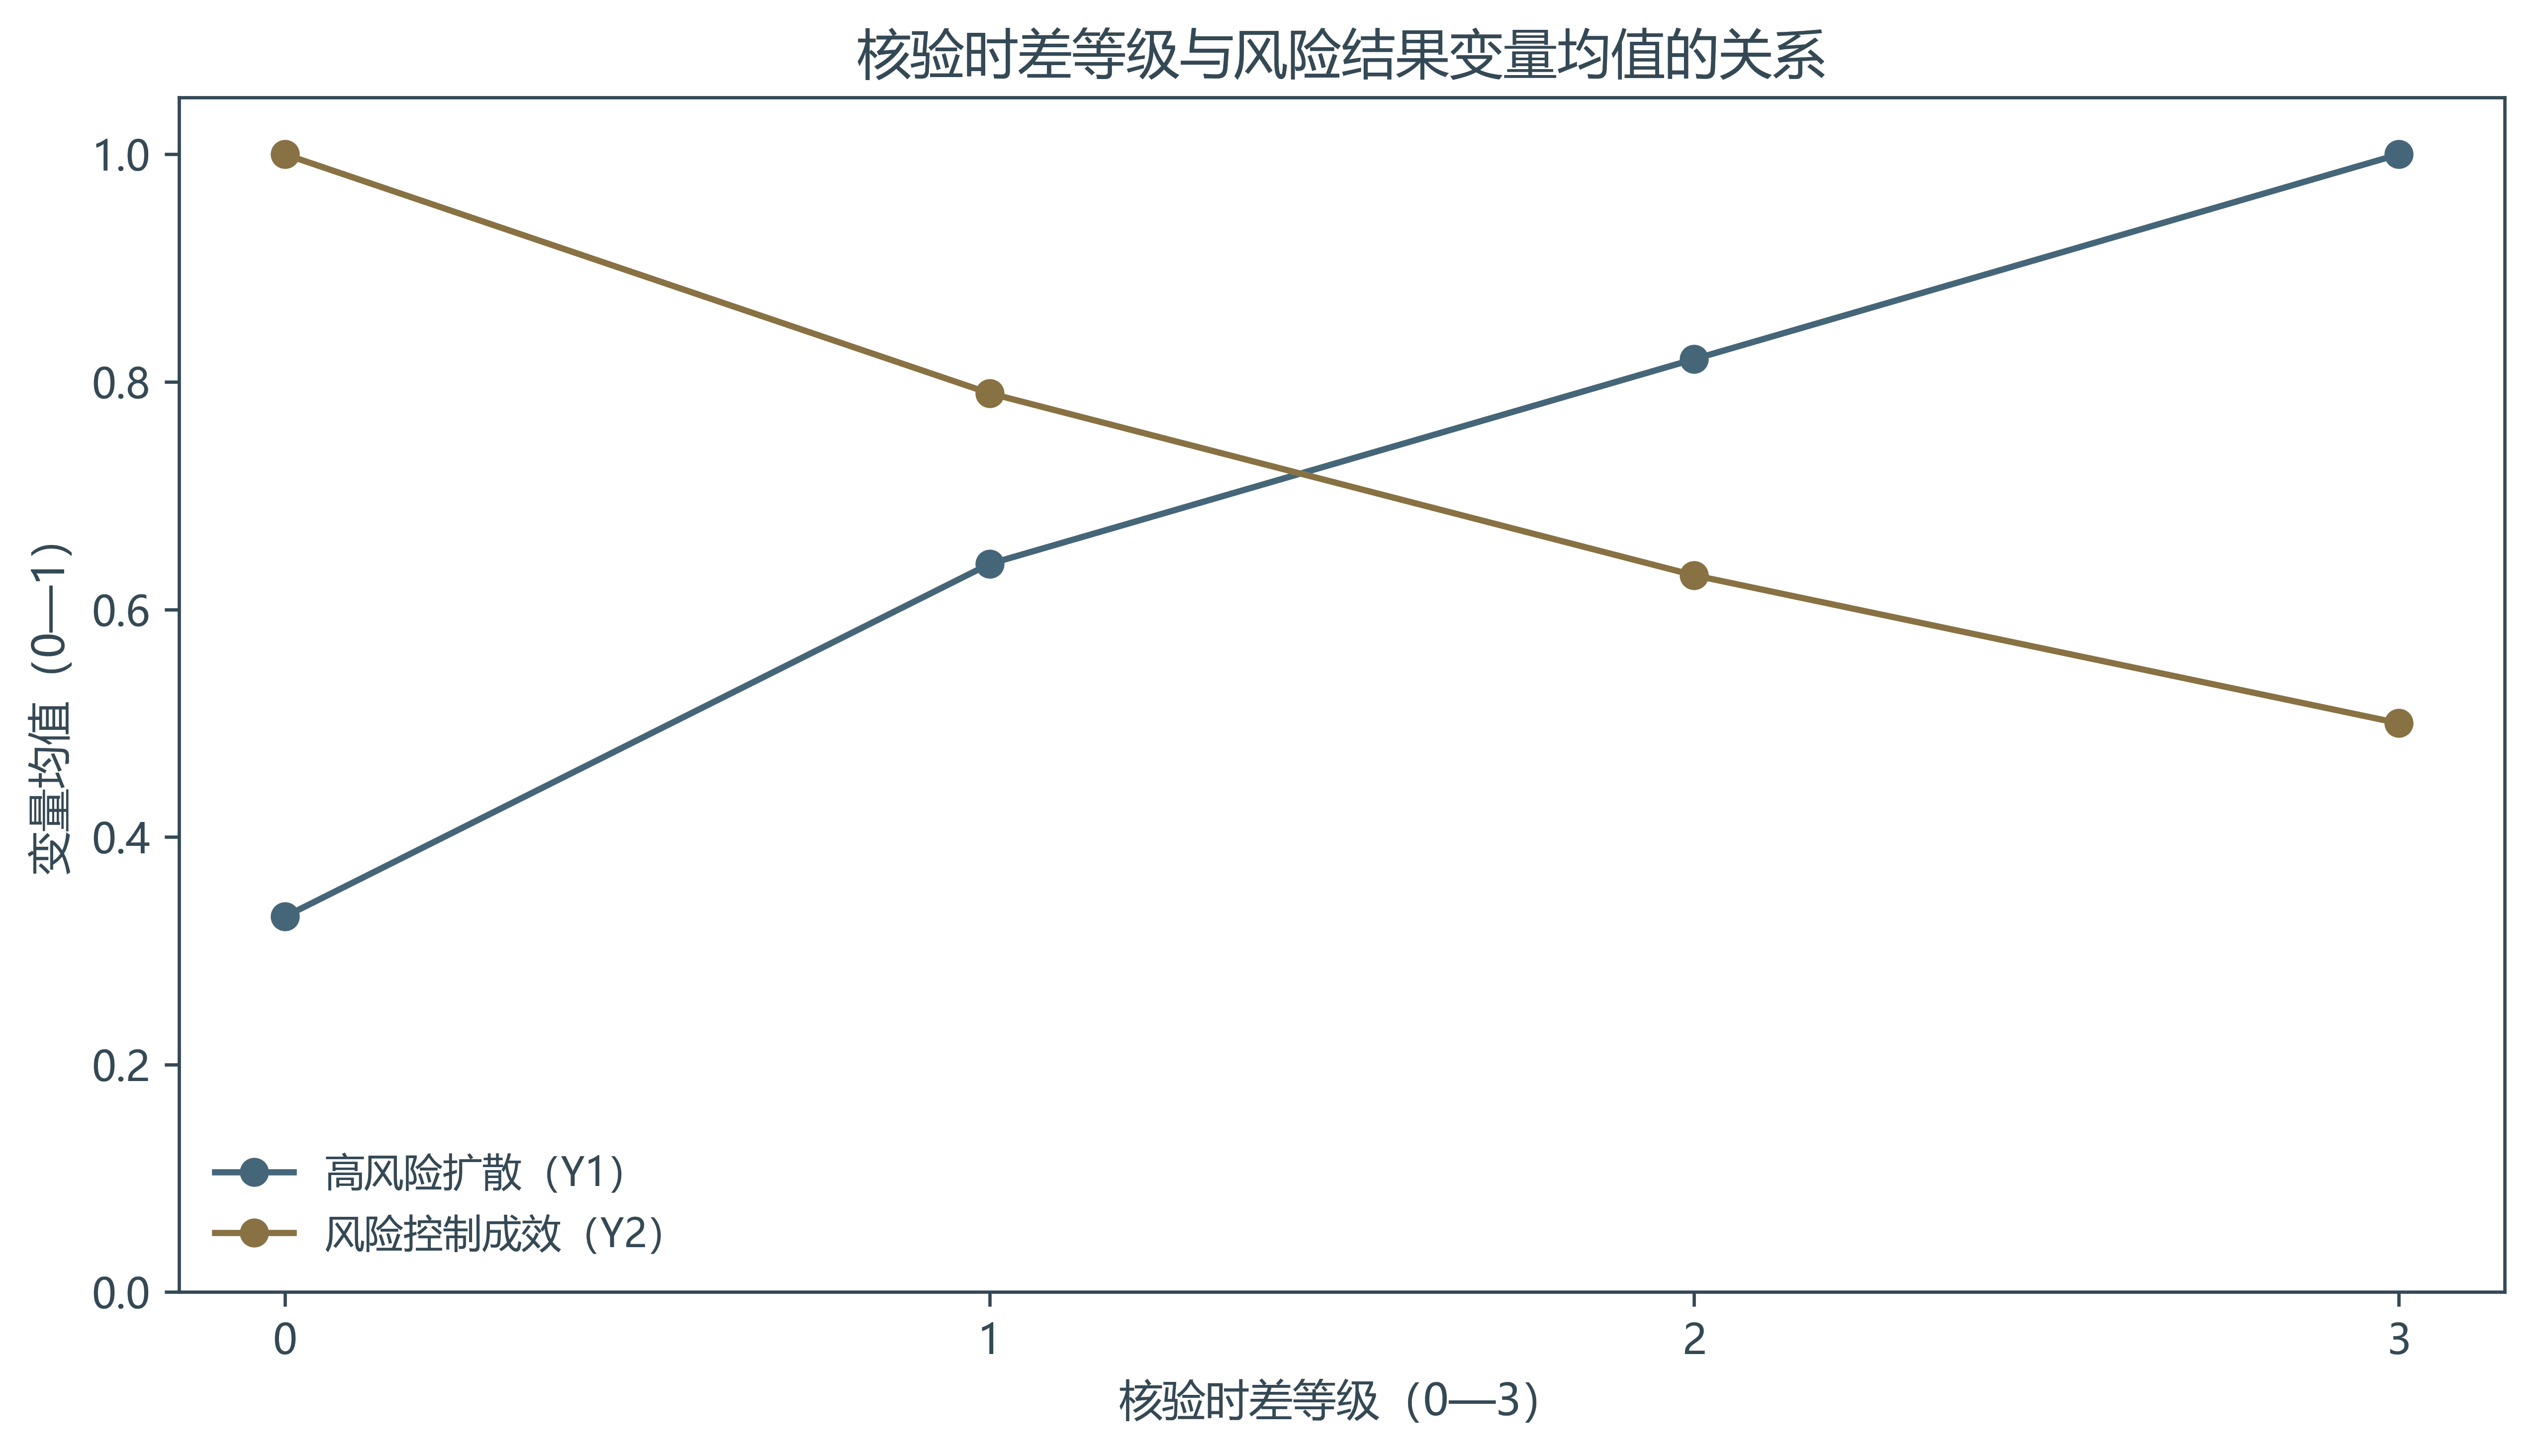 核验时差等级与风险结果变量均值的关系
变量均值（0—1）
1.0
0.8
0.6
0.4
0.2
0.0
高风险扩散（Y1）
风险控制成效（Y2）
0 1 2 3
核验时差等级（0—3）